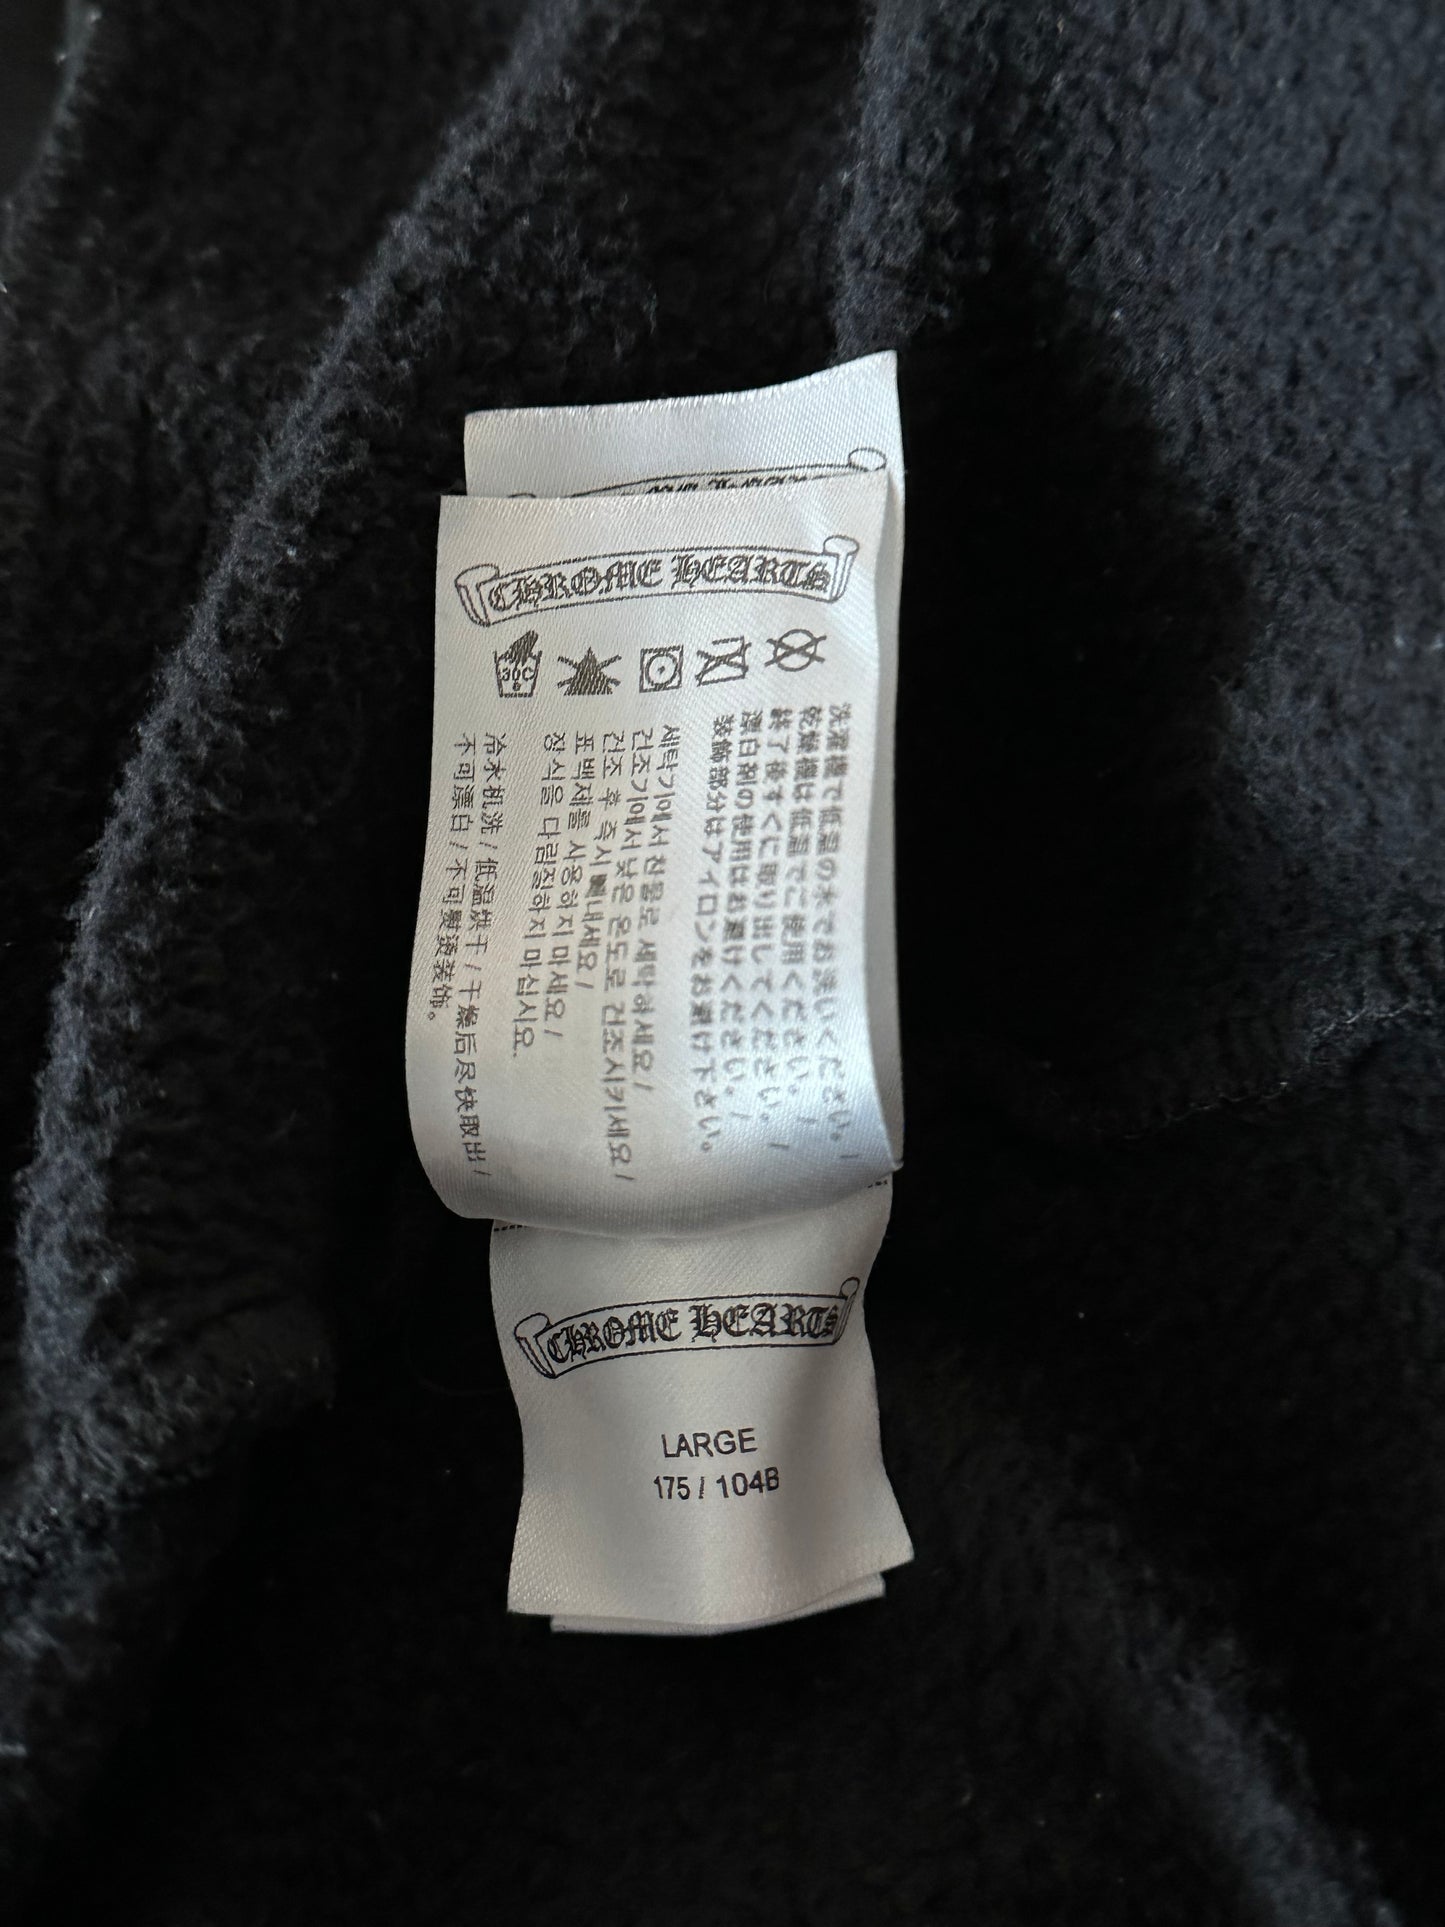 CHROME HEARTS
30C
洗濯機で低温の水でお洗いください。/
乾燥機は低温でご使用ください。/
終了後すぐに取り出してください。/
漂白剤の使用はお避けください。/
装飾部分はアイロンをお避け下さい。
세탁기에서 찬물로 세탁하세요 /
건조기에서 낮은 온도로 건조시키세요 /
건조 후 즉시 빼내세요 /
표백제를 사용하지 마세요 /
장식을 다림질하지 마십시오.
冷水机洗 / 低温烘干 / 干燥后尽快取出 /
不可漂白 / 不可熨烫装饰。
CHROME HEARTS
LARGE
175 / 104B